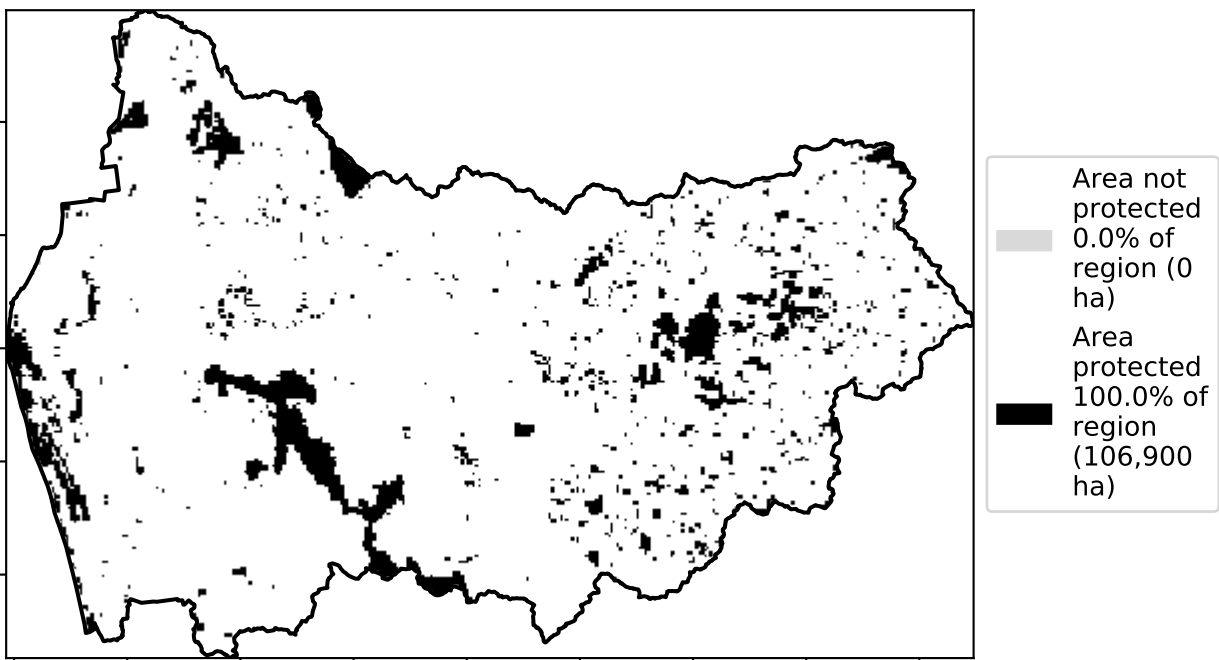 Area not
protected
0.0% of
region (0
ha)
Area
protected
100.0% of
region
(106,900
ha)